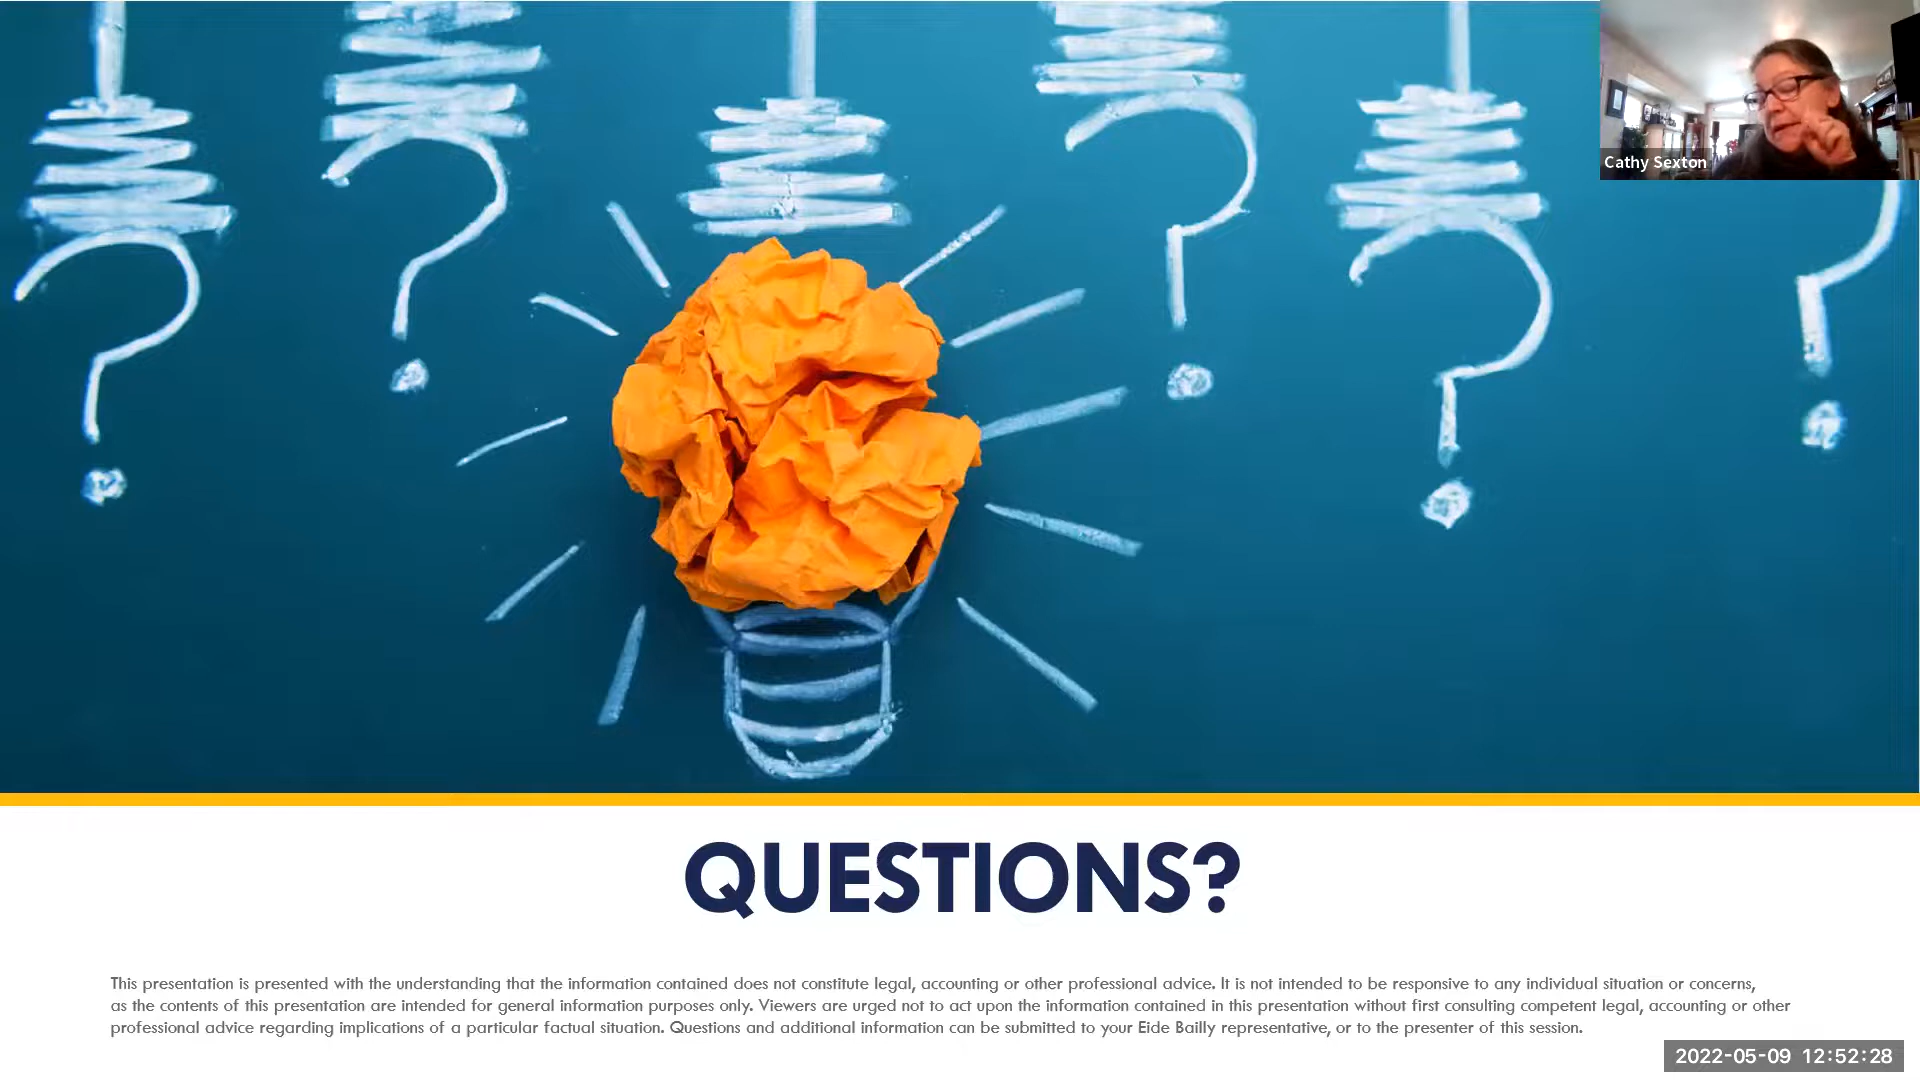 Cathy Sexton
QUESTIONS?
This presentation is presented with the understanding that the information contained does not constitute legal, accounting or other professional advice. It is not intended to be responsive to any individual situation or concerns,
as the contents of this presentation are intended for general information purposes only. Viewers are urged not to act upon the information contained in this presentation without first consulting competent legal, accounting or other
professional advice regarding implications of a particular factual situation. Questions and additional information can be submitted to your Eide Bailly representative, or to the presenter of this session.
2022-05-09 12:52:28